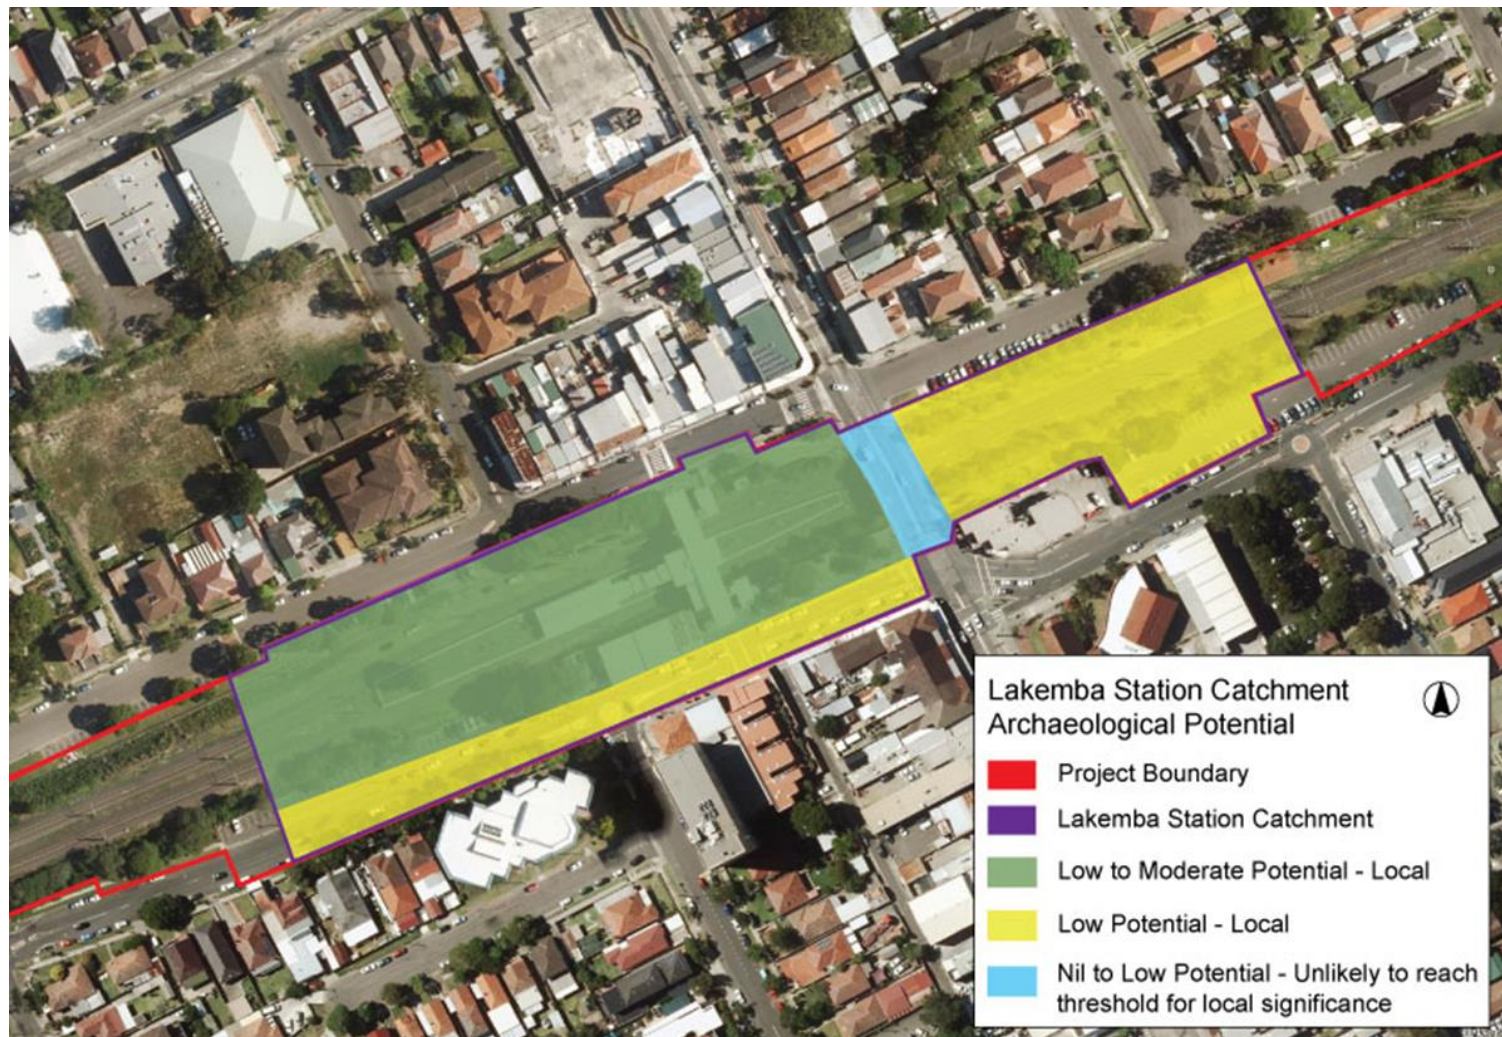 Lakemba Station Catchment
Archaeological Potential
Project Boundary
Lakemba Station Catchment
Low to Moderate Potential - Local
Low Potential - Local
Nil to Low Potential - Unlikely to reach
threshold for local significance